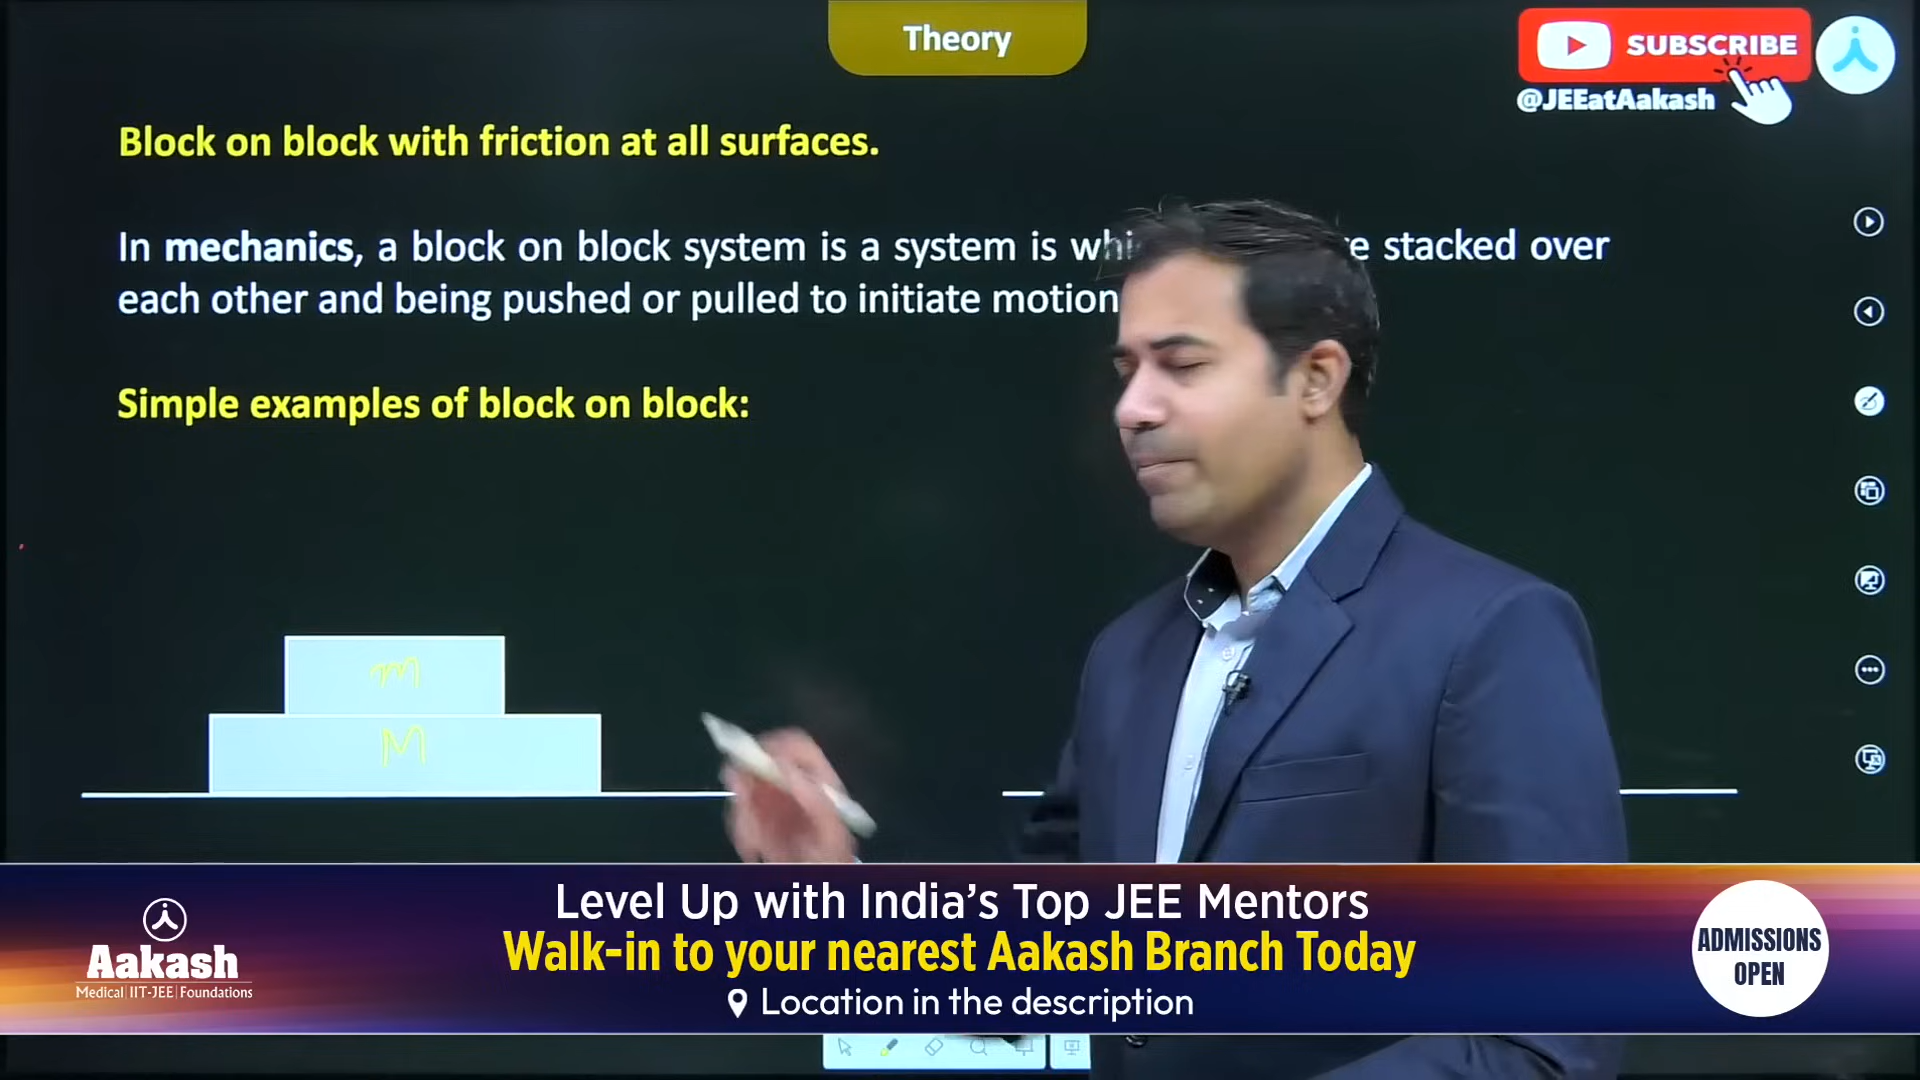 Theory
SUBSCRIBE
@JEEatAakash
Block on block with friction at all surfaces.
In mechanics, a block on block system is a system is stacked over
each other and being pushed or pulled to initiate motion
Simple examples of block on block:
m
M
Aakash
Medical|IIT-JEE|Foundations
Level Up with India's Top JEE Mentors
Walk-in to your nearest Aakash Branch Today
Location in the description
ADMISSIONS
OPEN